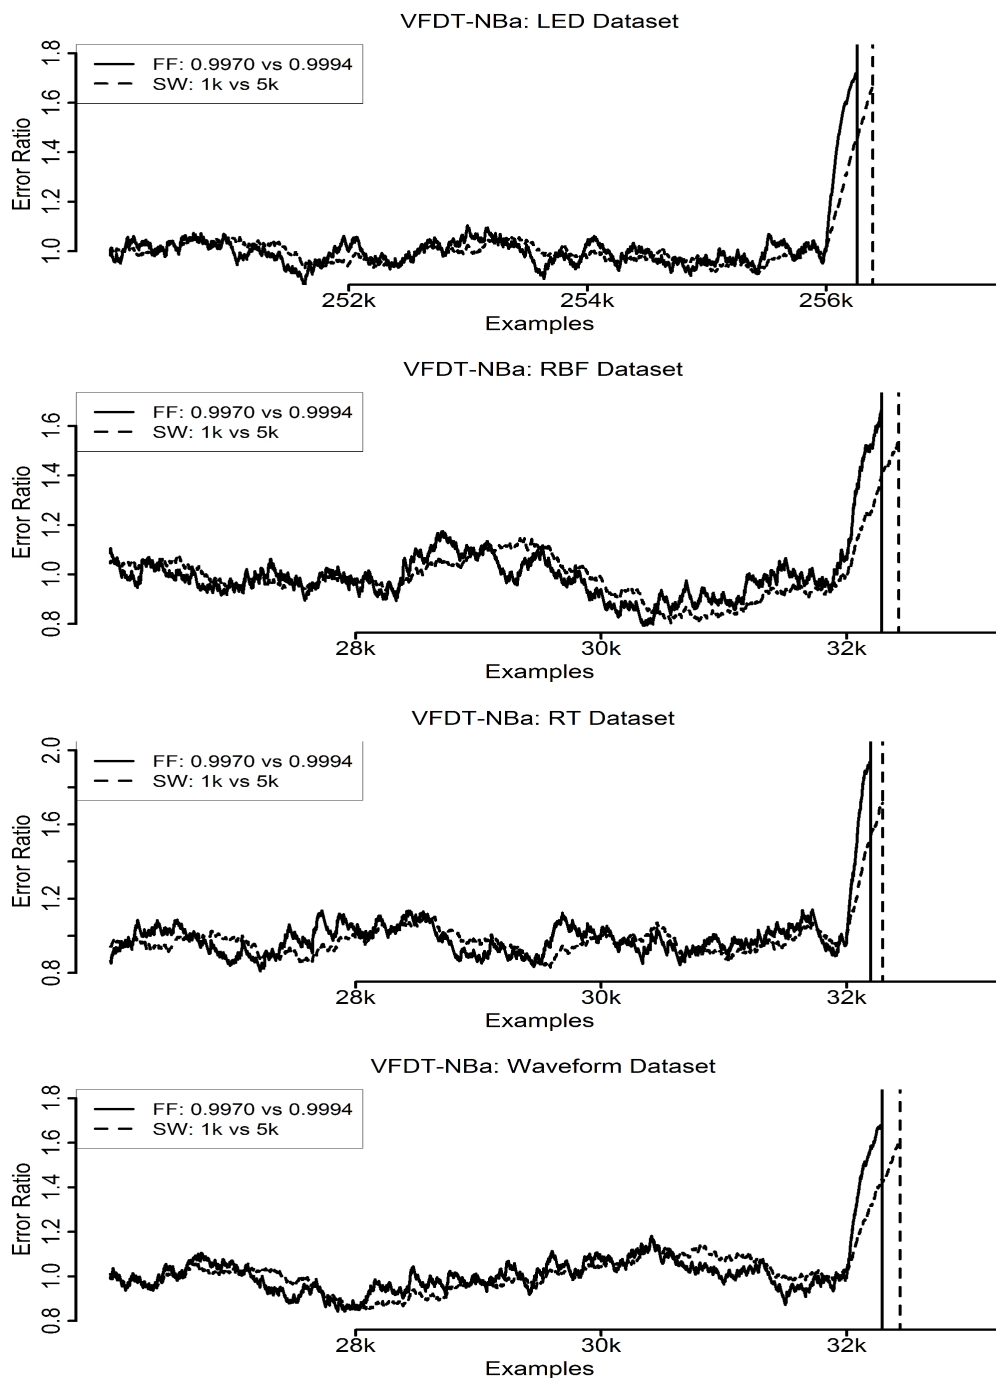 VFDT-NBa: LED Dataset
FF: 0.9970 vs 0.9994
SW: 1k vs 5k
Error Ratio
1.8
1.6
1.4
1.2
1.0
252k 254k 256k
Examples
VFDT-NBa: RBF Dataset
FF: 0.9970 vs 0.9994
SW: 1k vs 5k
Error Ratio
1.6
1.4
1.2
1.0
0.8
28k 30k 32k
Examples
VFDT-NBa: RT Dataset
FF: 0.9970 vs 0.9994
SW: 1k vs 5k
Error Ratio
2.0
1.6
1.2
0.8
28k 30k 32k
Examples
VFDT-NBa: Waveform Dataset
FF: 0.9970 vs 0.9994
SW: 1k vs 5k
Error Ratio
1.8
1.6
1.4
1.2
1.0
0.8
28k 30k 32k
Examples